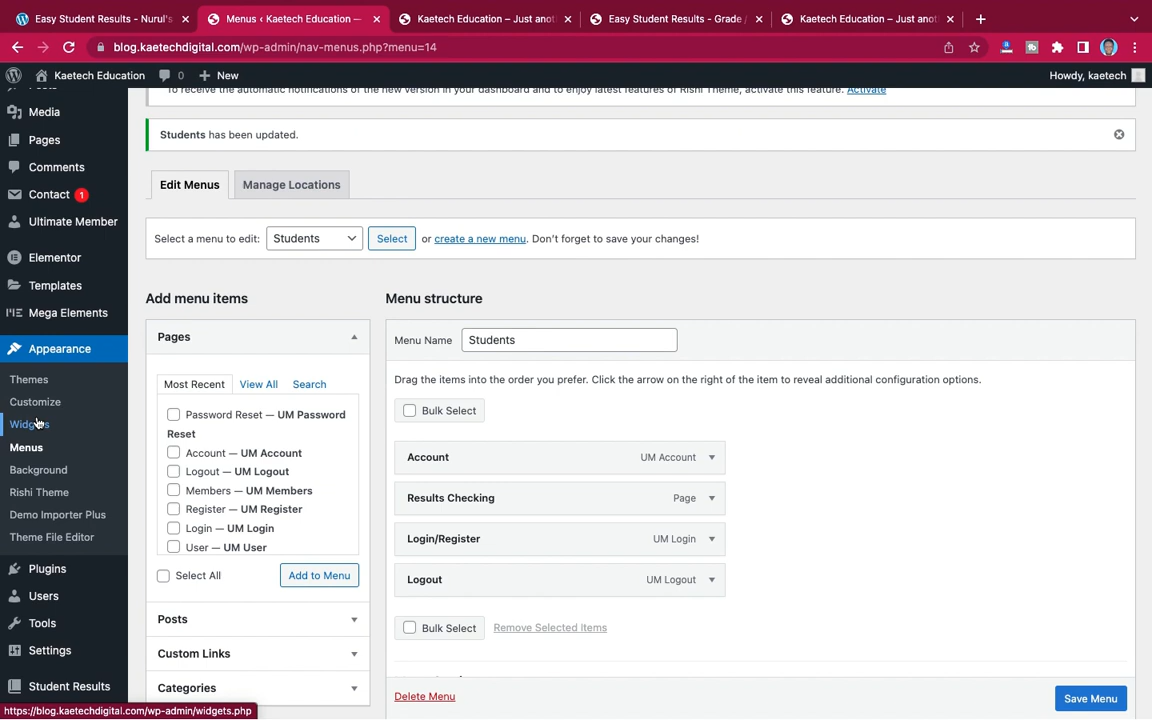 Easy Student Results - Nurul's
Menus ‹ Kaetech Education —
Kaetech Education – Just anot
Easy Student Results - Grade /
Kaetech Education – Just anot
blog.kaetechdigital.com/wp-admin/nav-menus.php?menu=14
Kaetech Education
0
New
Howdy, kaetech
Posts
Media
Pages
Comments
Contact 1
Ultimate Member
Elementor
Templates
Mega Elements
Appearance
Themes
Customize
Widgets
Menus
Background
Rishi Theme
Demo Importer Plus
Theme File Editor
Plugins
Users
Tools
Settings
Student Results
https://blog.kaetechdigital.com/wp-admin/widgets.php
To receive the automatic notifications of the new version in your dashboard and to enjoy latest features of Rishi Theme, activate this feature. Activate
Students has been updated.
Edit Menus
Manage Locations
Select a menu to edit: Students Select or create a new menu. Don't forget to save your changes!
Add menu items
Pages
Most Recent View All Search
Password Reset — UM Password
Reset
Account — UM Account
Logout — UM Logout
Members — UM Members
Register — UM Register
Login — UM Login
User — UM User
Select All
Add to Menu
Posts
Custom Links
Categories
Menu structure
Menu Name Students
Drag the items into the order you prefer. Click the arrow on the right of the item to reveal additional configuration options.
Bulk Select
Account UM Account
Results Checking Page
Login/Register UM Login
Logout UM Logout
Bulk Select Remove Selected Items
Delete Menu
Save Menu